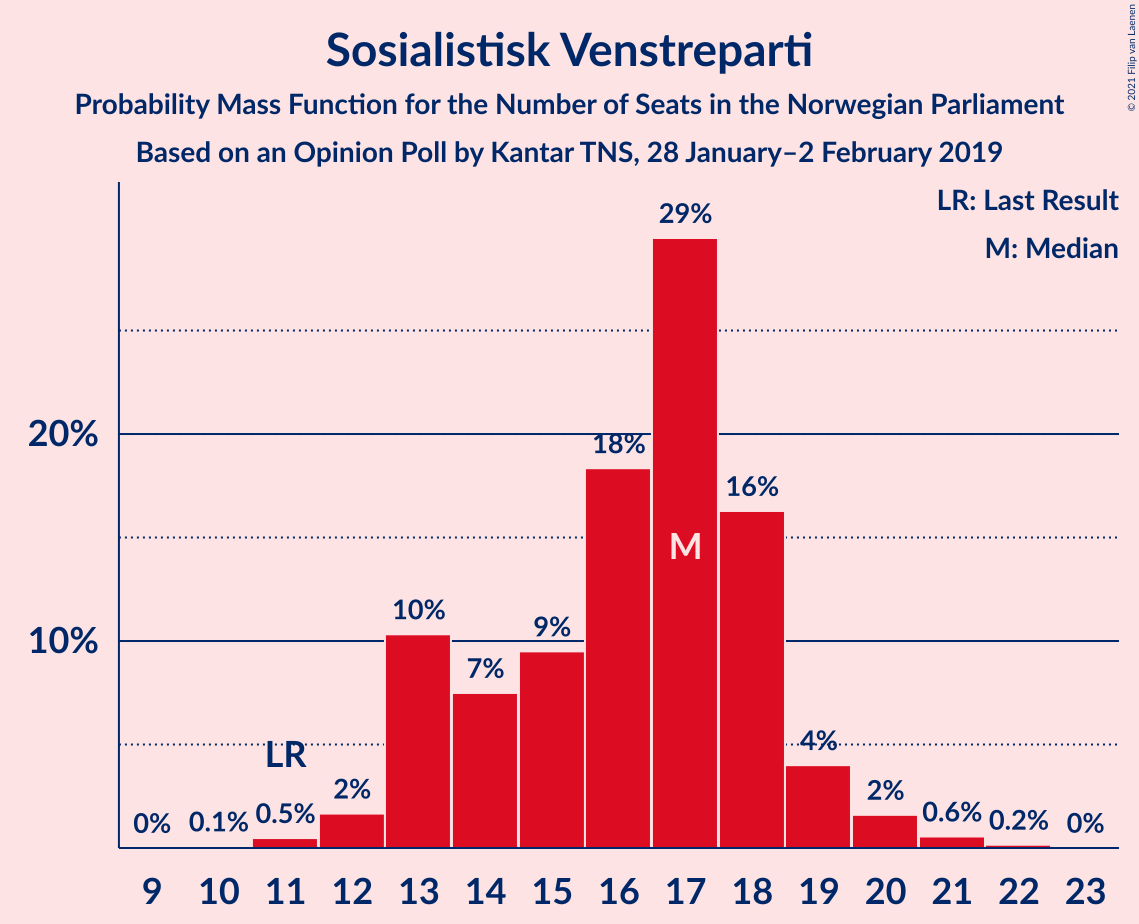 Sosialistisk Venstreparti
Probability Mass Function for the Number of Seats in the Norwegian Parliament
Based on an Opinion Poll by Kantar TNS, 28 January–2 February 2019
© 2021 Filip van Laenen
LR: Last Result
M: Median
29%
20%
18%
16%
M
10%
10%
9%
7%
LR
4%
2%
2%
0%
0.1%
0.5%
0.6%
0.2%
0%
9 10 11 12 13 14 15 16 17 18 19 20 21 22 23